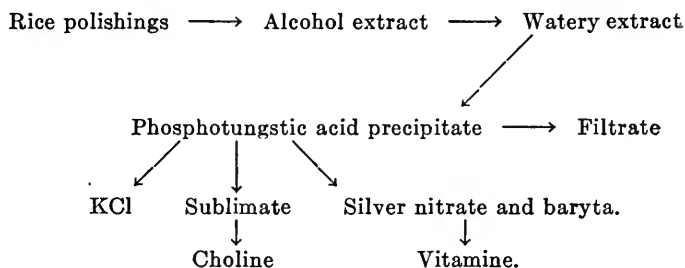 Rice polishings → Alcohol extract → Watery extract
Phosphotungstic acid precipitate → Filtrate
KCl Sublimate Silver nitrate and baryta.
Choline Vitamine.